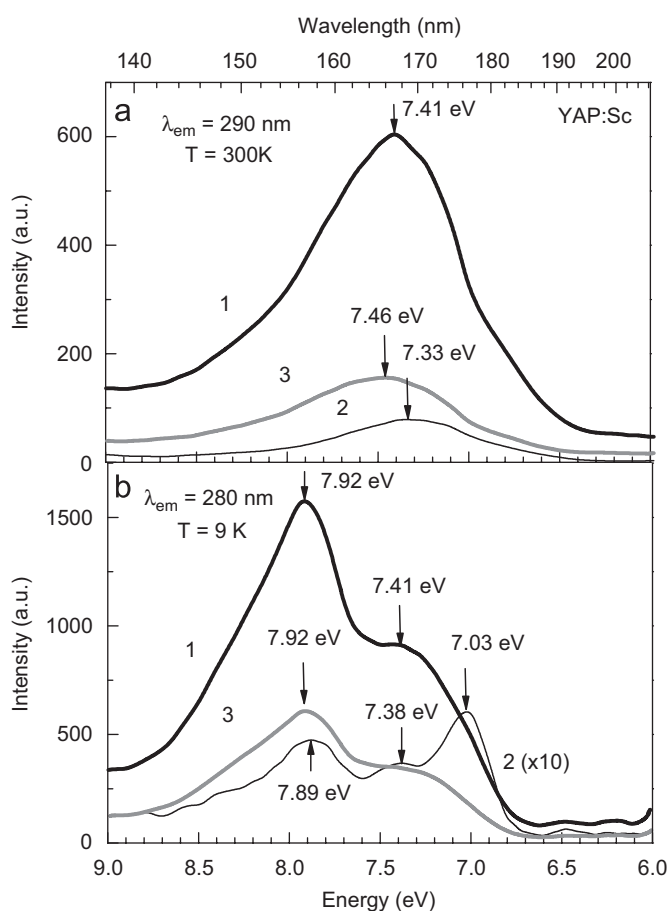 Wavelength (nm)
140 150 160 170 180 190 200
a
λem = 290 nm
T = 300K
7.41 eV
YAP:Sc
600
400
200
0
Intensity (a.u.)
1
7.46 eV
3
7.33 eV
2
b
λem = 280 nm
T = 9 K
7.92 eV
1500
1000
500
0
Intensity (a.u.)
7.41 eV
1
7.92 eV
7.03 eV
3
7.38 eV
2 (x10)
7.89 eV
9.0 8.5 8.0 7.5 7.0 6.5 6.0
Energy (eV)